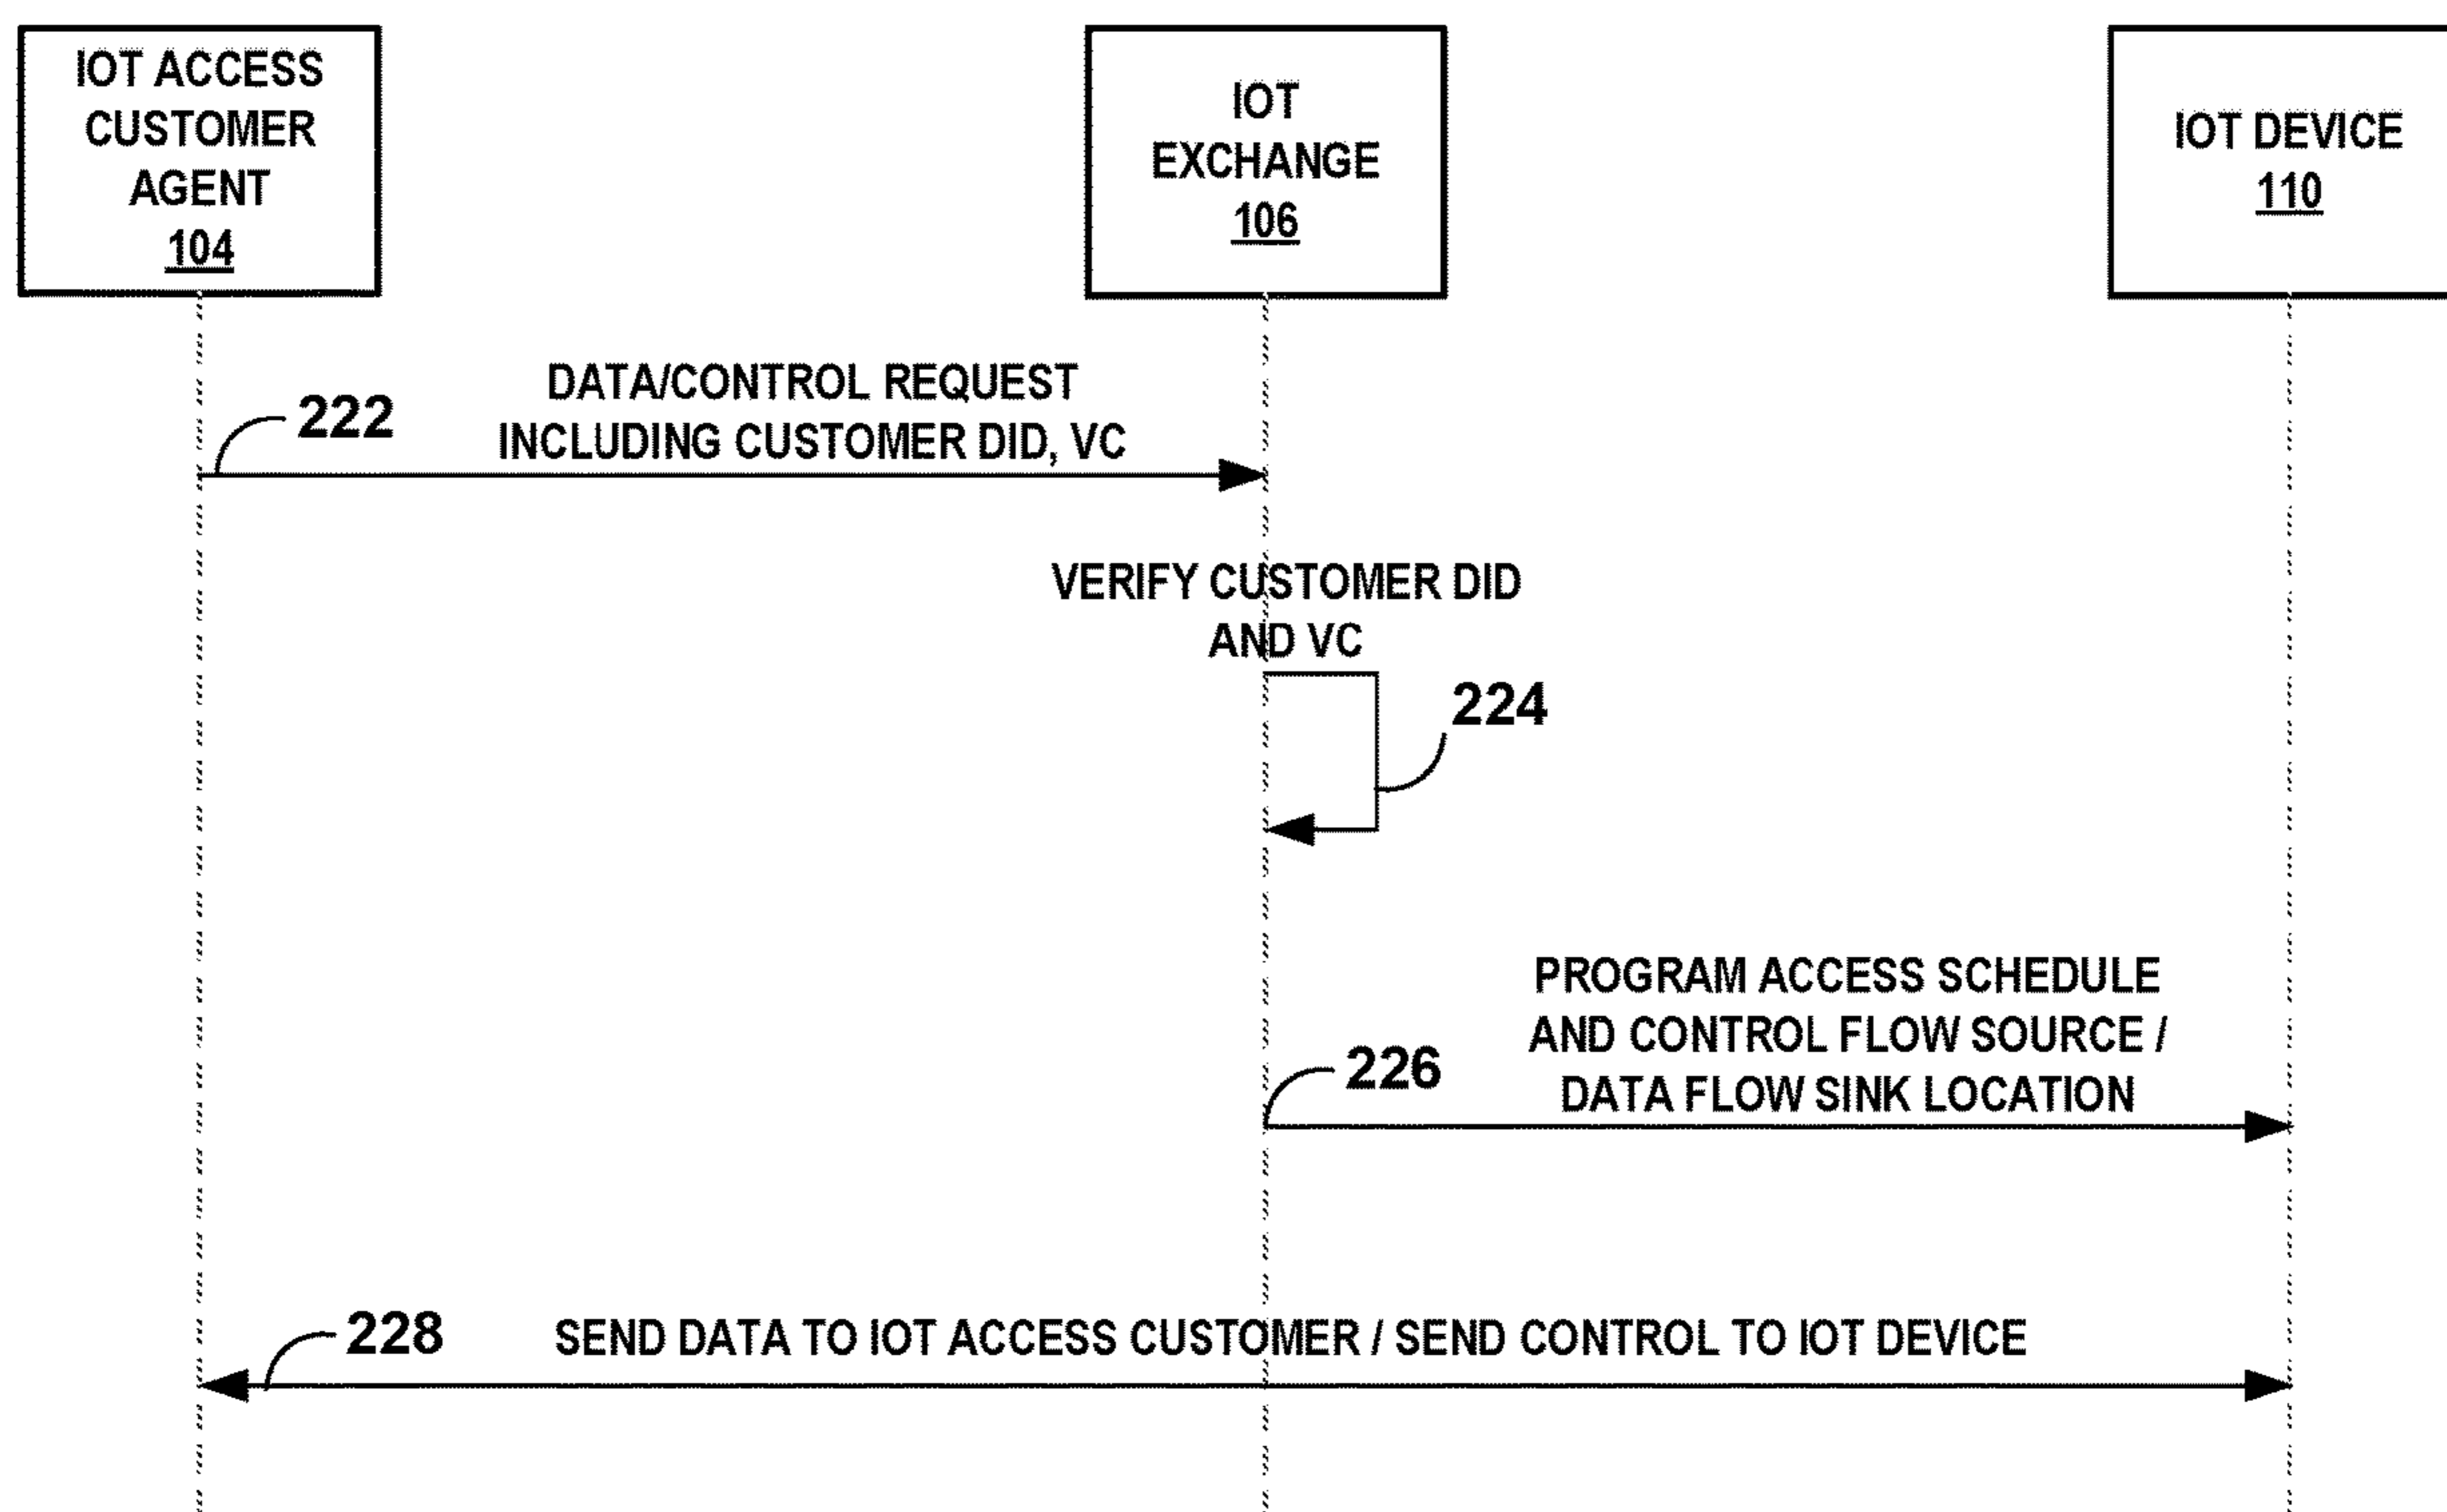 IOT ACCESS
CUSTOMER
AGENT
104
IOT
EXCHANGE
106
IOT DEVICE
110
222
DATA/CONTROL REQUEST
INCLUDING CUSTOMER DID, VC
VERIFY CUSTOMER DID
AND VC
224
PROGRAM ACCESS SCHEDULE
AND CONTROL FLOW SOURCE /
DATA FLOW SINK LOCATION
226
228
SEND DATA TO IOT ACCESS CUSTOMER / SEND CONTROL TO IOT DEVICE